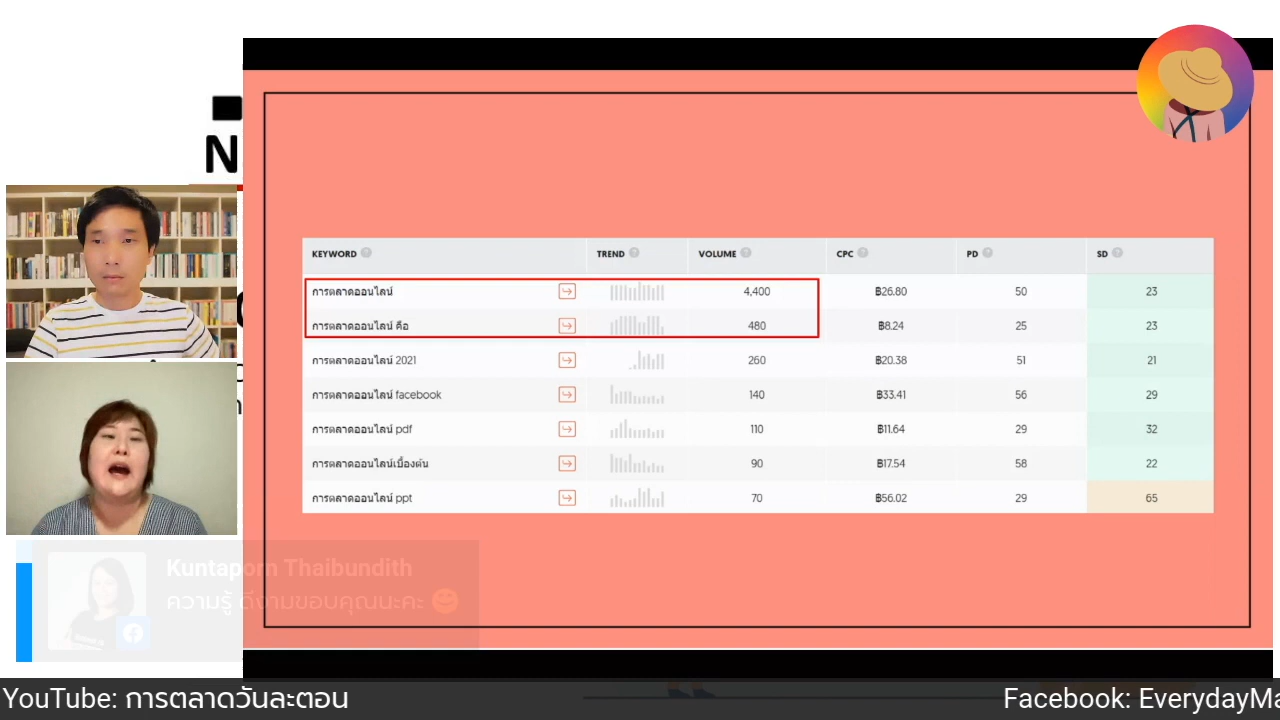 N
KEYWORD TREND VOLUME CPC PD SD
การตลาดออนไลน์ 4,400 ฿26.80 50 23
การตลาดออนไลน์ คือ 480 ฿8.24 25 23
การตลาดออนไลน์ 2021 260 ฿20.38 51 21
การตลาดออนไลน์ facebook 140 ฿33.41 56 29
การตลาดออนไลน์ pdf 110 ฿11.64 29 32
การตลาดออนไลน์เบื้องต้น 90 ฿17.54 58 22
การตลาดออนไลน์ ppt 70 ฿56.02 29 65
Kuntaporn Thaibundith
ความรู้ ดีงามขอบคุณนะคะ
YouTube: การตลาดวันละตอน
Facebook: EverydayMa